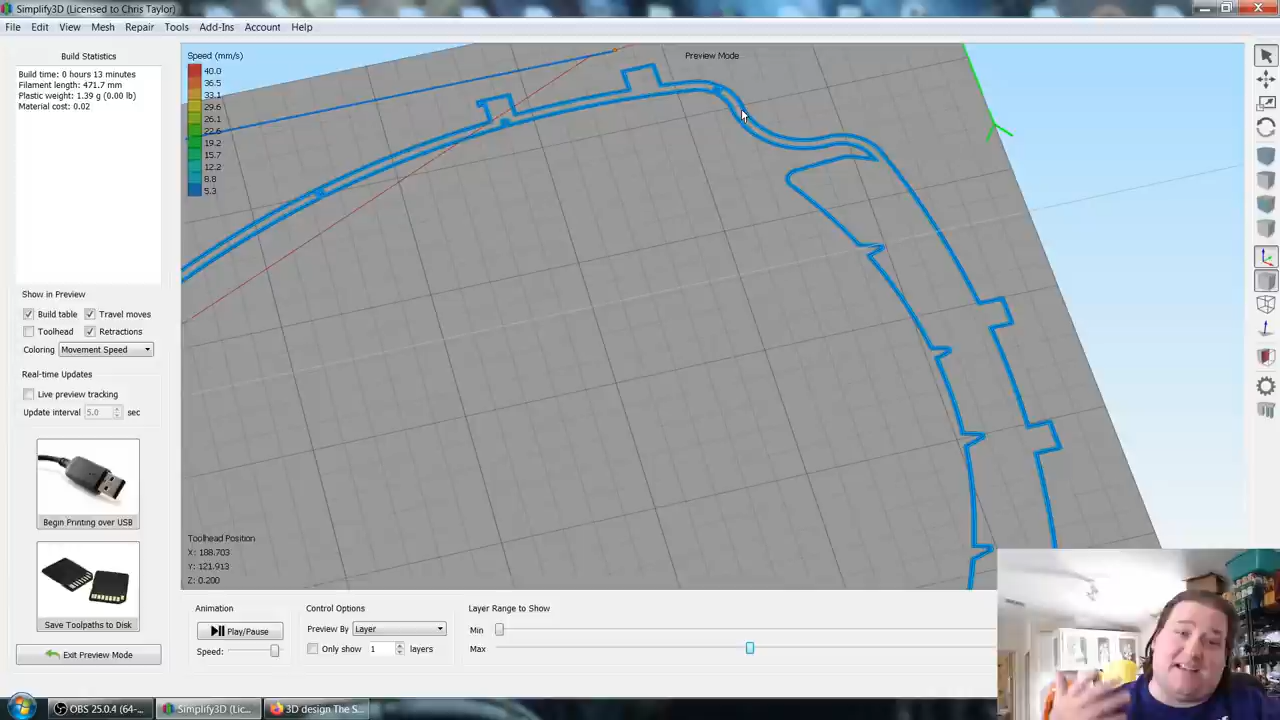 Simplify3D (Licensed to Chris Taylor)
File Edit View Mesh Repair Tools Add-Ins Account Help
Build Statistics
Build time: 0 hours 13 minutes
Filament length: 471.7 mm
Plastic weight: 1.39 g (0.00 lb)
Material cost: 0.02
Speed (mm/s)
40.0
36.5
33.1
29.6
26.1
22.6
19.2
15.7
12.2
8.8
5.3
Preview Mode
Show in Preview
Build table Travel moves
Toolhead Retractions
Coloring Movement Speed
Real-time Updates
Live preview tracking
Update interval 5.0 sec
Begin Printing over USB
Save Toolpaths to Disk
Exit Preview Mode
Toolhead Position
X: 188.703
Y: 121.913
Z: 0.200
Animation
Play/Pause
Speed:
Control Options
Preview By Layer
Only show 1 layers
Layer Range to Show
Min
Max
OBS 25.0.4 (64-...
Simplify3D (Lic...
3D design The S...